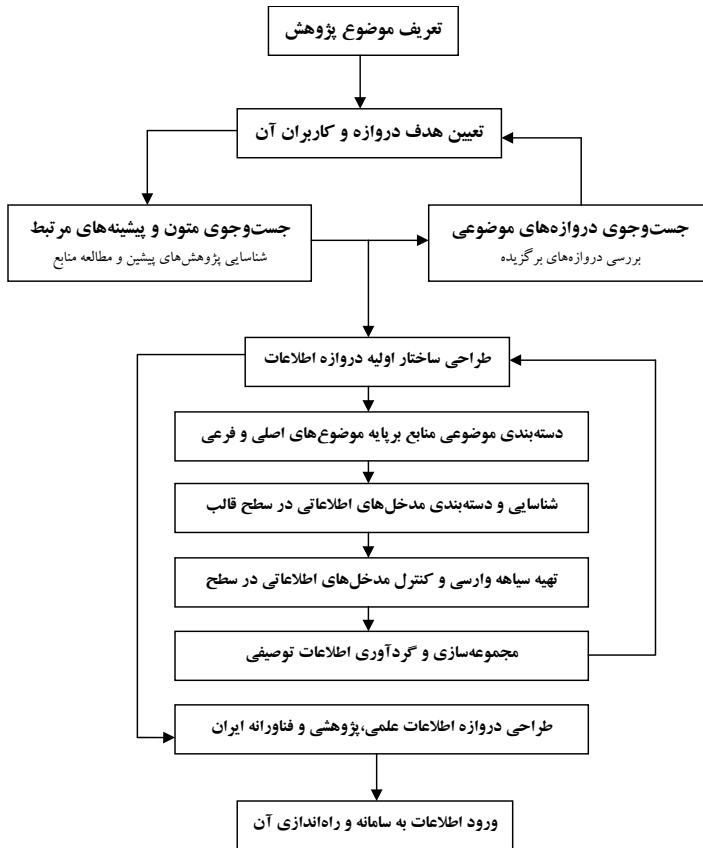 تعریف موضوع پژوهش
تعیین هدف دروازه و کاربران آن
جست‌وجوی متون و پیشینه‌های مرتبط
شناسایی پژوهش‌های پیشین و مطالعه منابع
جست‌وجوی دروازه‌های موضوعی
بررسی دروازه‌های برگزیده
طراحی ساختار اولیه دروازه اطلاعات
دسته‌بندی موضوعی منابع برپایه موضوع‌های اصلی و فرعی
شناسایی و دسته‌بندی مدخل‌های اطلاعاتی در سطح قالب
تهیه سیاهه وارسی و کنترل مدخل‌های اطلاعاتی در سطح
مجموعه‌سازی و گردآوری اطلاعات توصیفی
طراحی دروازه اطلاعات علمی،پژوهشی و فناورانه ایران
ورود اطلاعات به سامانه و راه‌اندازی آن